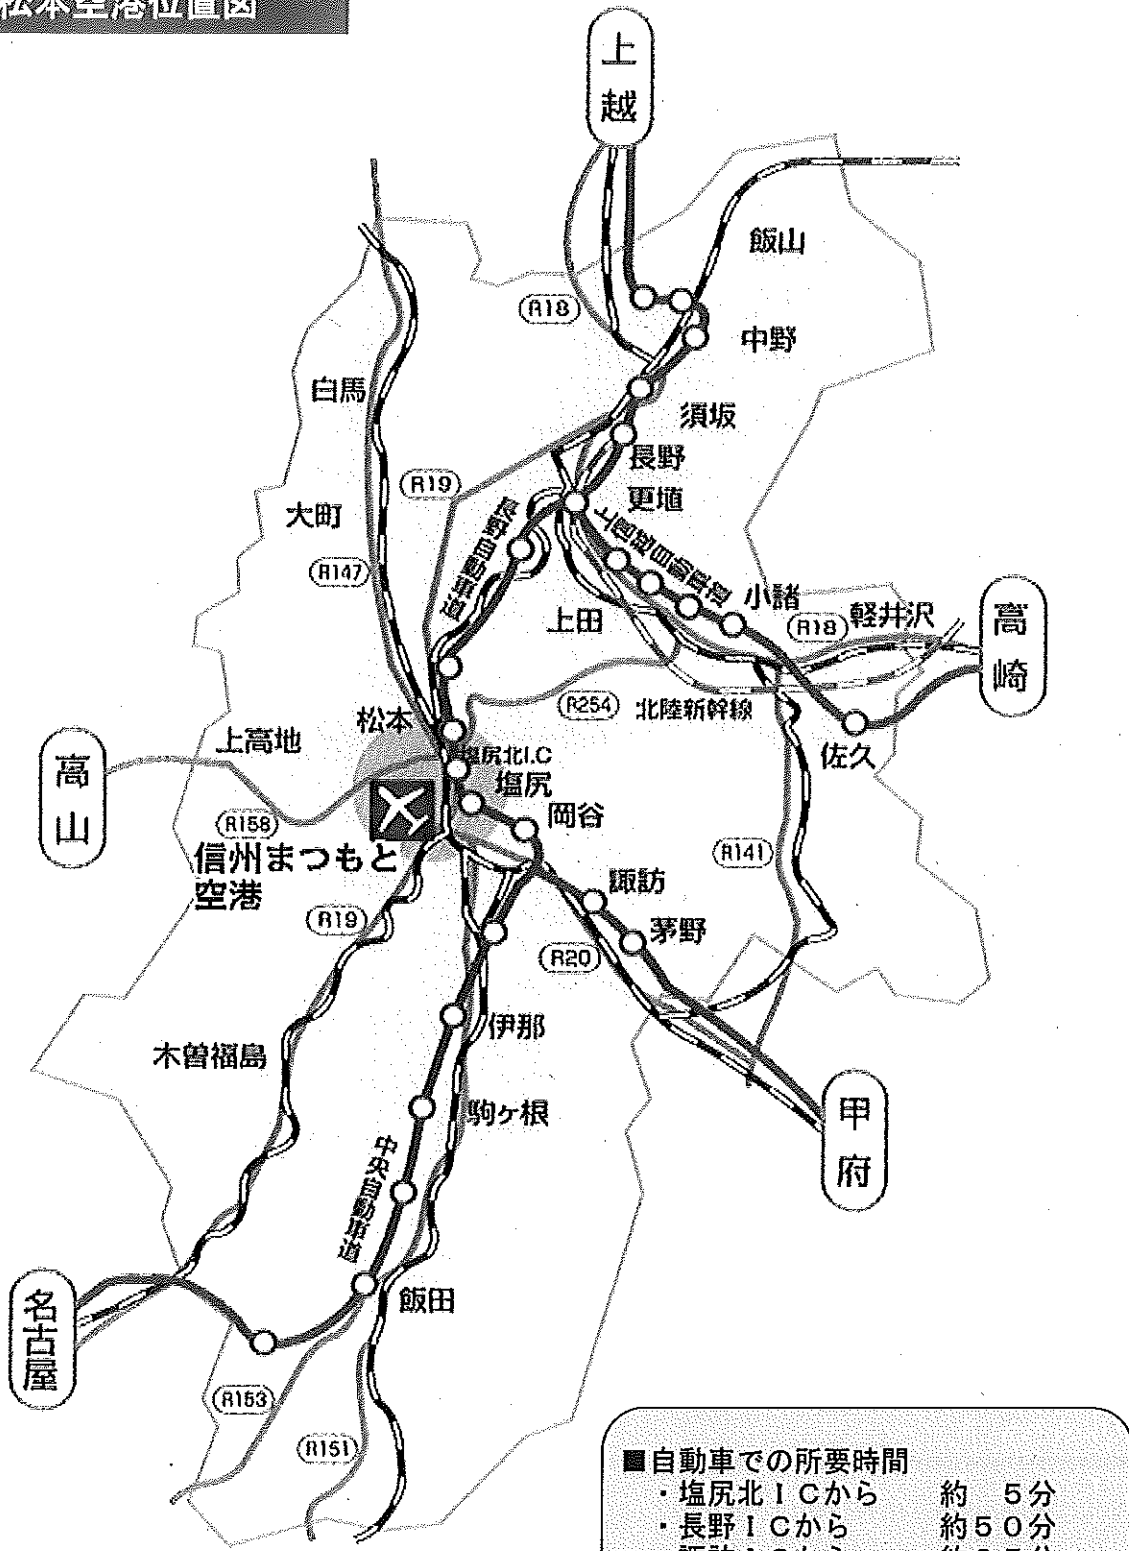 松本空港位置図
上越
飯山
R18
中野
白馬
須坂
長野
R19
更埴
大町
長野自動車道
上信越自動車道
R147
小諸
軽井沢
R18
上田
高崎
R254
北陸新幹線
松本
上高地
佐久
塩尻北I.C
高山
塩尻
岡谷
R158
R141
信州まつもと
空港
諏訪
R19
茅野
R20
伊那
木曽福島
駒ヶ根
甲府
中央自動車道
飯田
名古屋
R153
R151
■自動車での所要時間
・塩尻北ICから 約 5分
・長野ICから 約50分